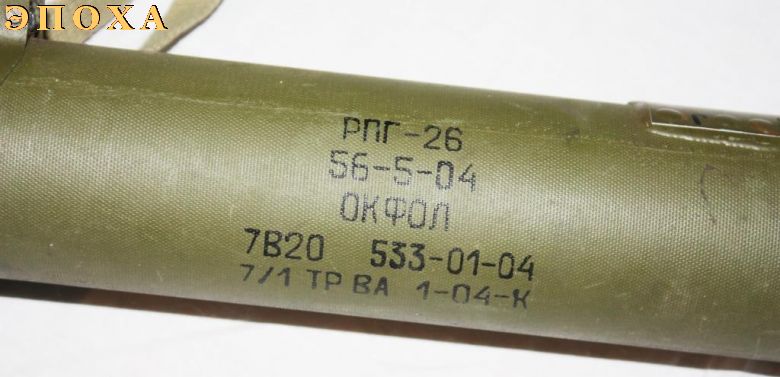 ЭПОХА
РПГ-26
56-5-04
ОКФОЛ
7В20 533-01-04
7/1 ТР ВА 1-04-К